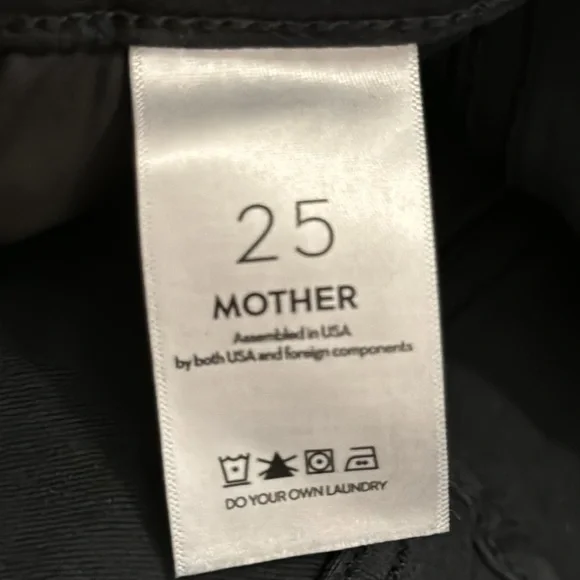 25
MOTHER
Assembled in USA
by both USA and foreign components
DO YOUR OWN LAUNDRY